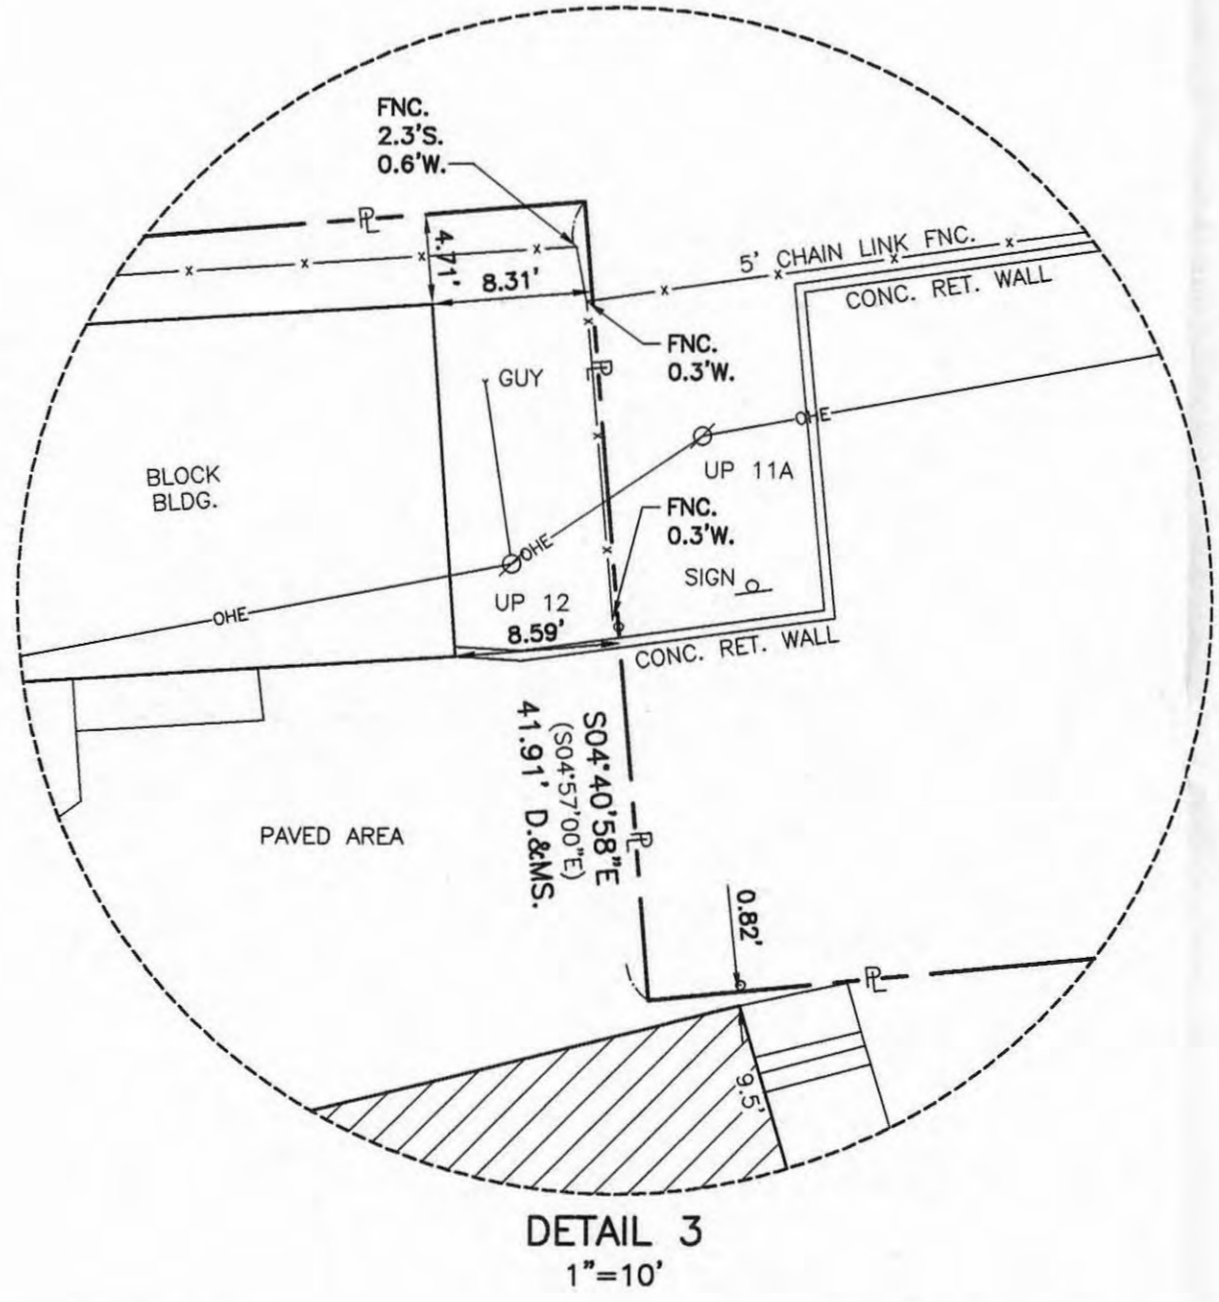 FNC.
2.3'S.
0.6'W.
PL
4.71'
8.31'
5' CHAIN LINK FNC.
CONC. RET. WALL
FNC.
0.3'W.
PL
GUY
OHE
BLOCK
BLDG.
UP 11A
FNC.
0.3'W.
OHE
SIGN
UP 12
OHE
8.59'
CONC. RET. WALL
S04°40'58"E
(S04°57'00"E)
41.91' D.&MS.
PL
PAVED AREA
0.82'
PL
9.5'
DETAIL 3
1"=10'